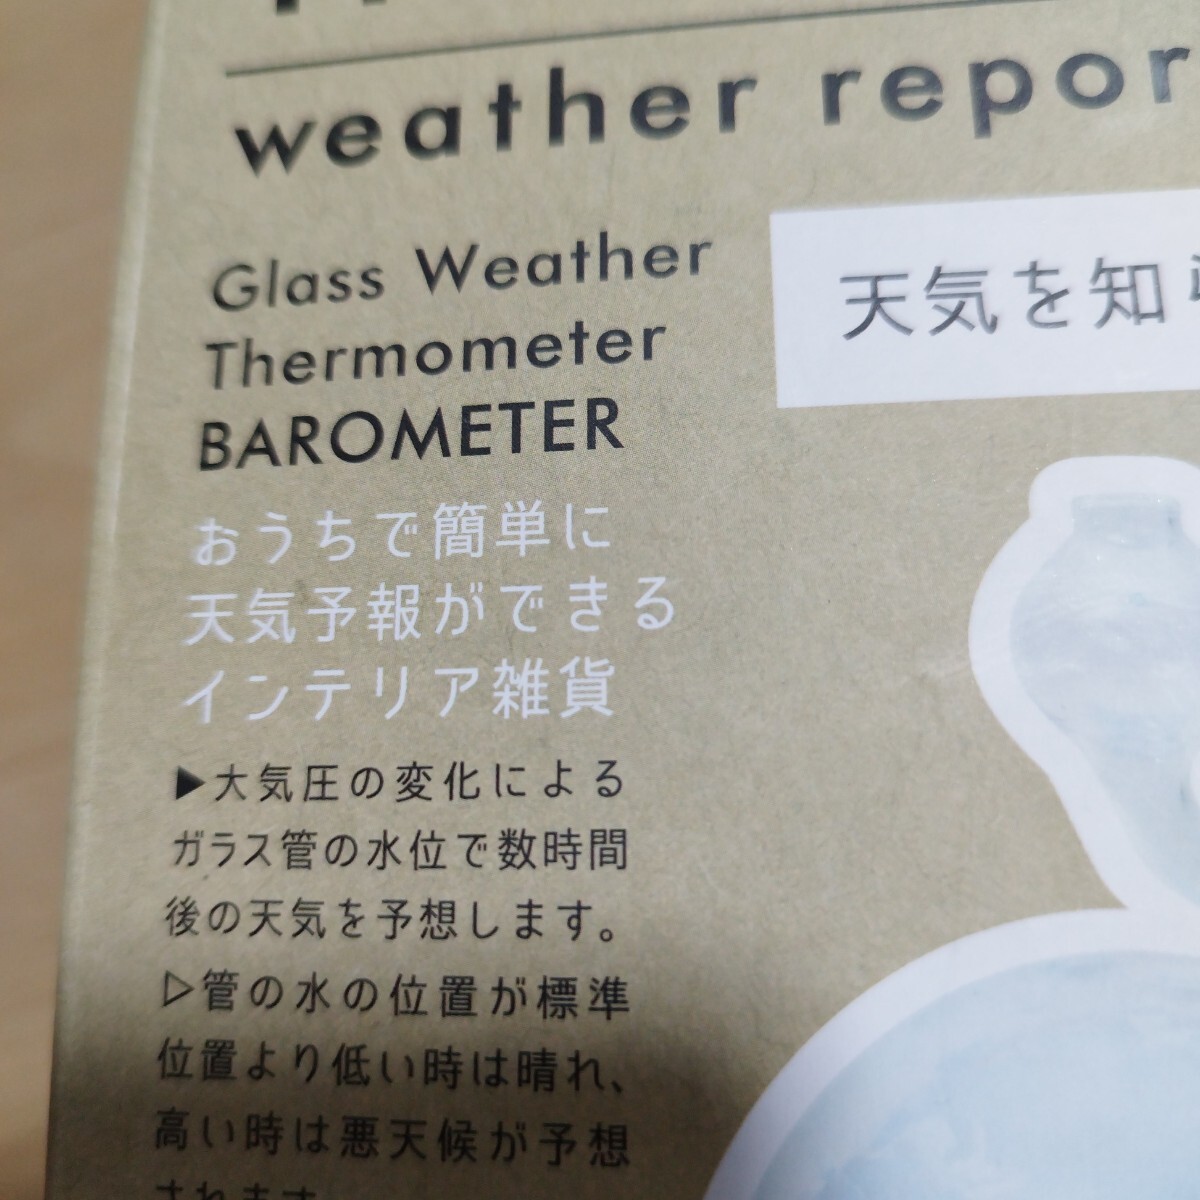 weather repor
Glass Weather
Thermometer
BAROMETER
天気を知
おうちで簡単に
天気予報ができる
インテリア雑貨
▶大気圧の変化による
ガラス管の水位で数時間
後の天気を予想します。
▷管の水の位置が標準
位置より低い時は晴れ、
高い時は悪天候が予想
されます